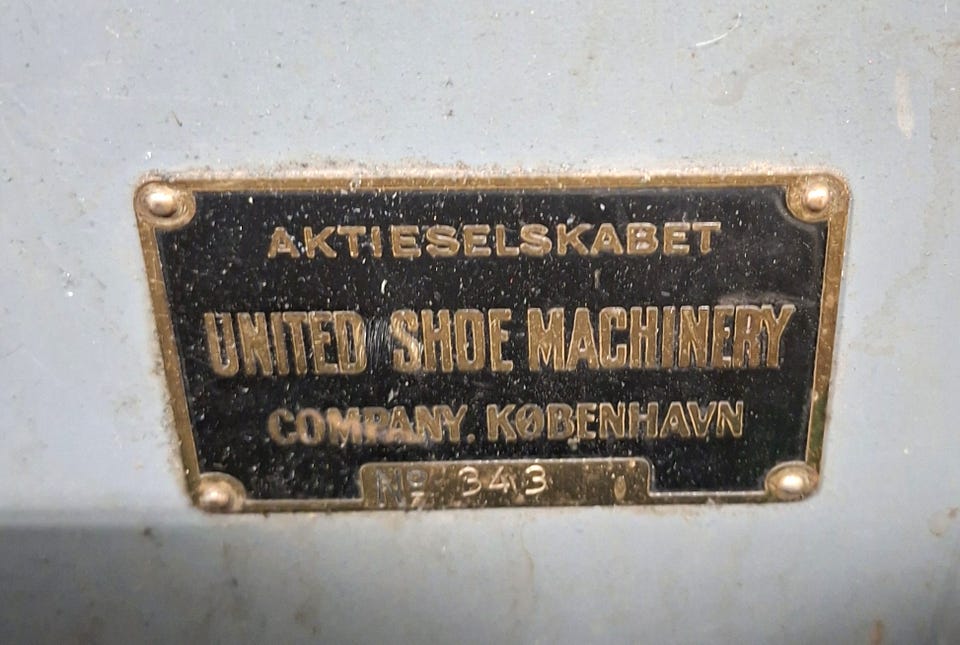 AKTIESELSKABET
UNITED SHOE MACHINERY
COMPANY. KØBENHAVN
Nº 343